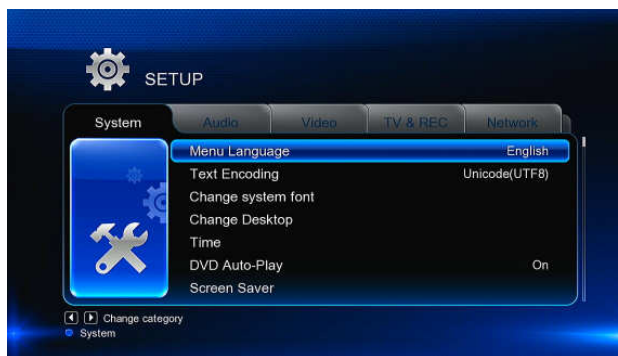 SETUP
System Audio Video TV & REC Network
Menu Language English
Text Encoding Unicode(UTF8)
Change system font
Change Desktop
Time
DVD Auto-Play On
Screen Saver
Change category
System